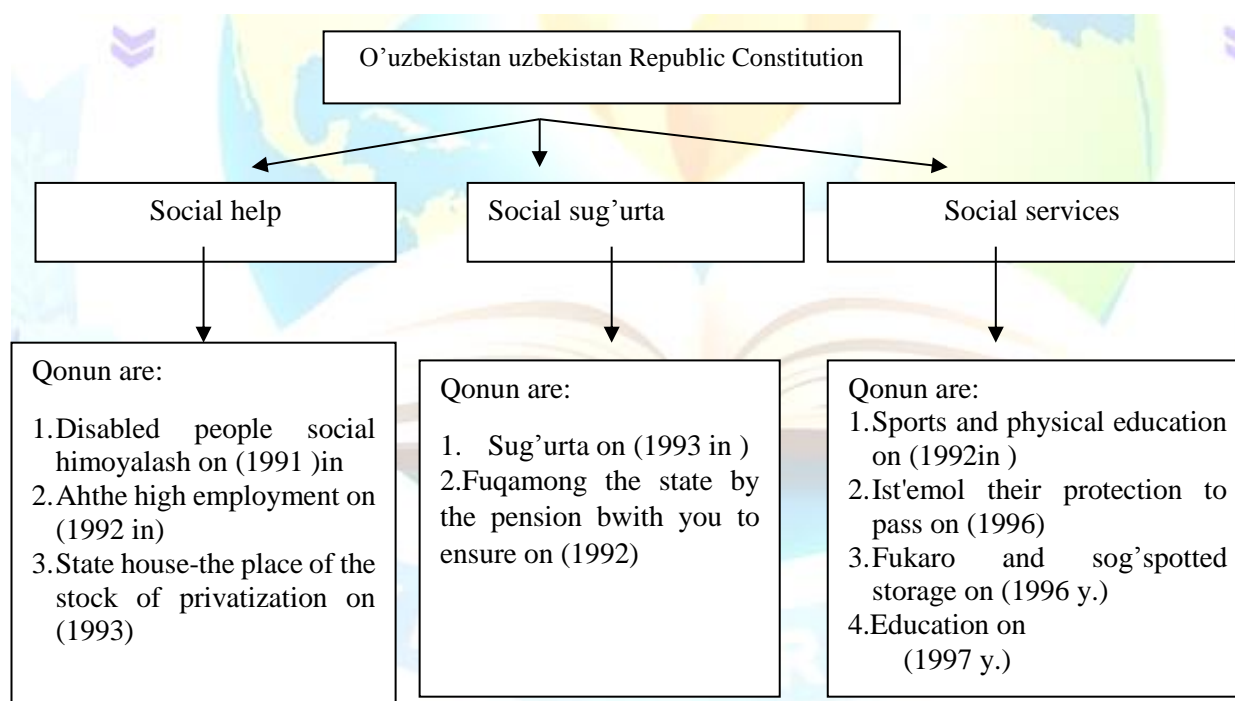 O’uzbekistan uzbekistan Republic Constitution
Social help
Social sug’urta
Social services
Qonun are:
1.Disabled people social
himoyalash on (1991 )in
2.Ahthe high employment on
(1992 in)
3.State house-the place of the
stock of privatization on
(1993)
Qonun are:
1. Sug’urta on (1993 in )
2.Fuqamong the state by
the pension bwith you to
ensure on (1992)
Qonun are:
1.Sports and physical education
on (1992in )
2.Ist'emol their protection to
pass on (1996)
3.Fukaro and sog’spotted
storage on (1996 y.)
4.Education on
(1997 y.)